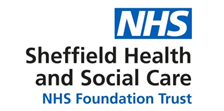 NHS
Sheffield Health
and Social Care
NHS Foundation Trust